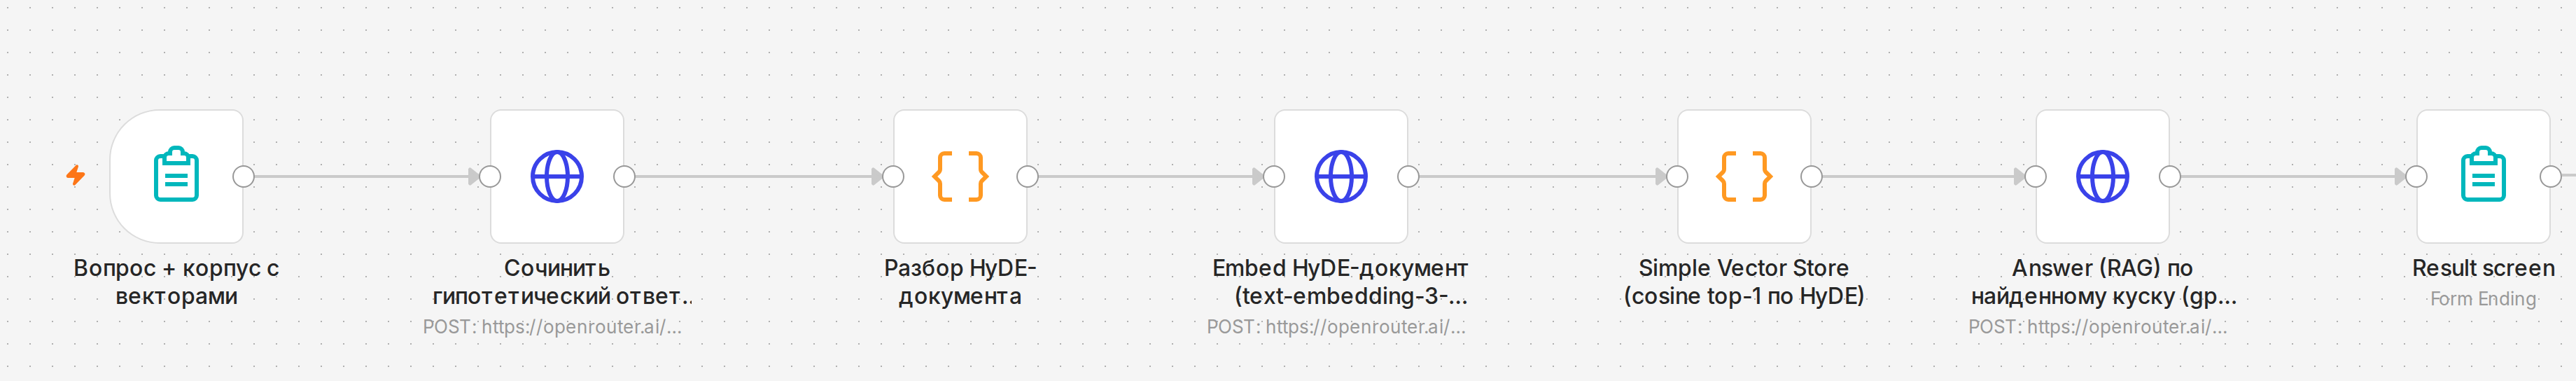 Вопрос + корпус с
векторами
Сочинить
гипотетический ответ..
POST: https://openrouter.ai/...
Разбор HyDE-
документа
Embed HyDE-документ
(text-embedding-3-...
POST: https://openrouter.ai/...
Simple Vector Store
(cosine top-1 по HyDE)
Answer (RAG) по
найденному куску (gp...
POST: https://openrouter.ai/...
Result screen
Form Ending